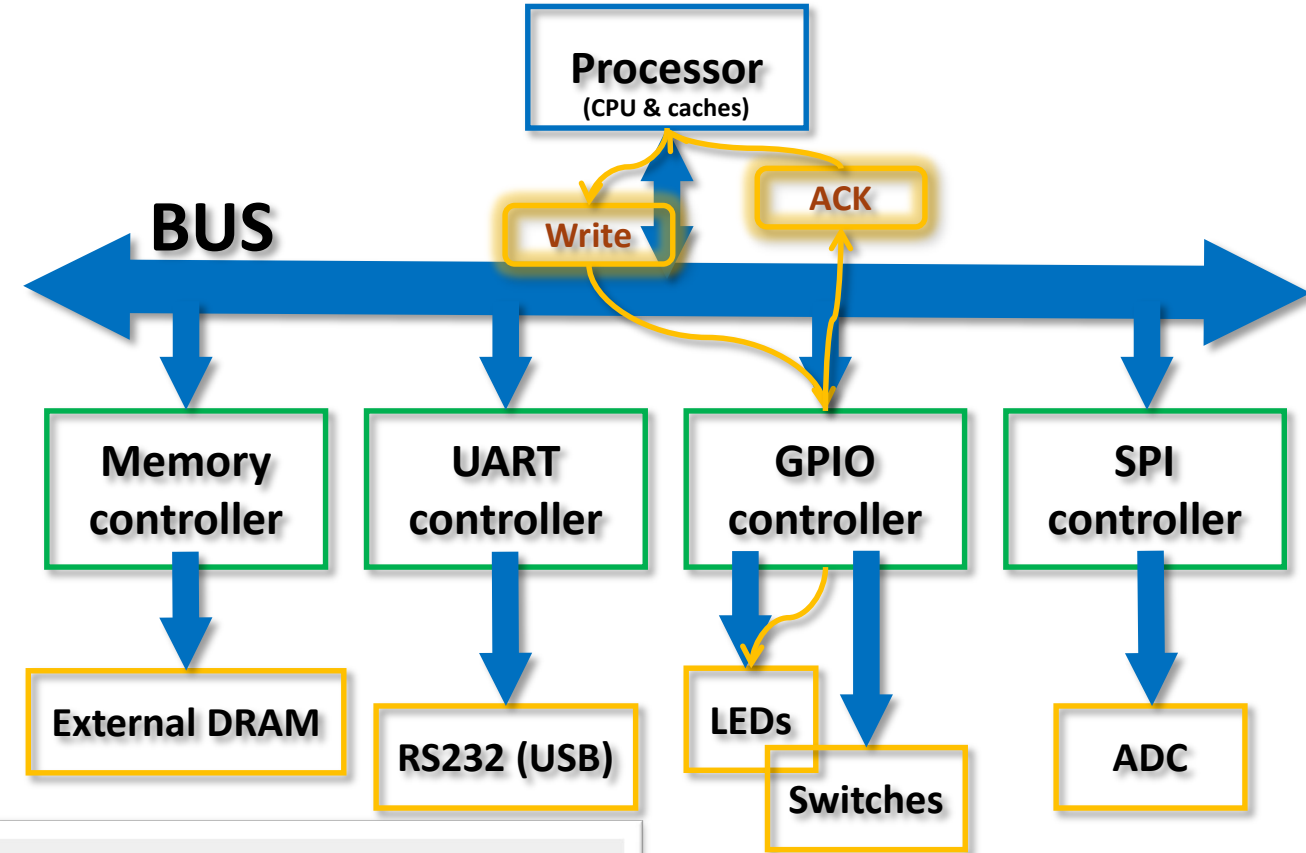 Processor
(CPU & caches)
ACK
Write
BUS
Memory
controller
UART
controller
GPIO
controller
SPI
controller
External DRAM
RS232 (USB)
LEDs
Switches
ADC